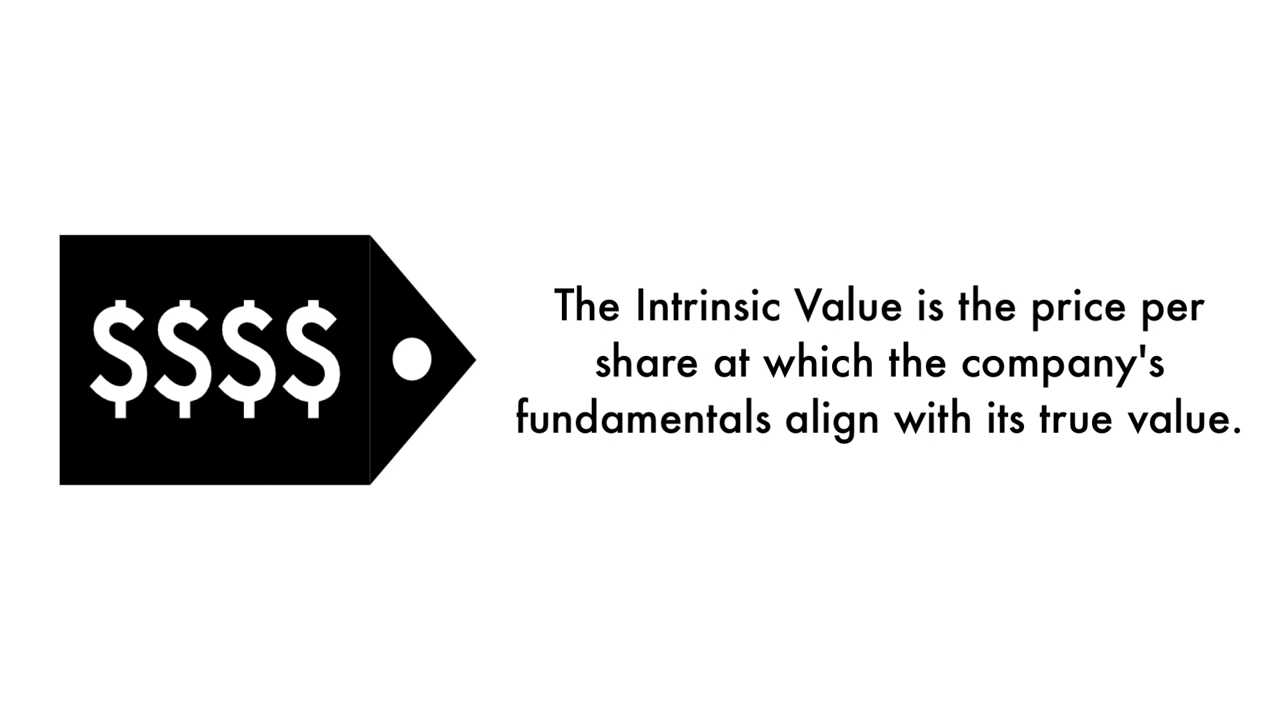 $$$$
The Intrinsic Value is the price per
share at which the company's
fundamentals align with its true value.